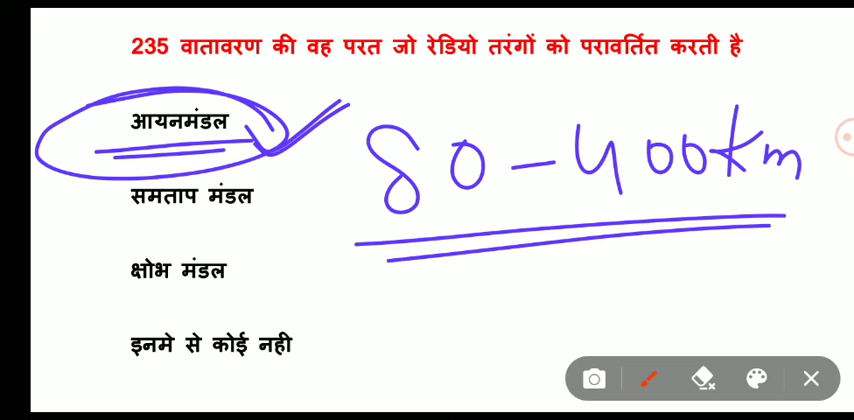 235 वातावरण की वह परत जो रेडियो तरंगों को परावर्तित करती है
आयनमंडल
80-400km
समताप मंडल
क्षोभ मंडल
इनमे से कोई नही